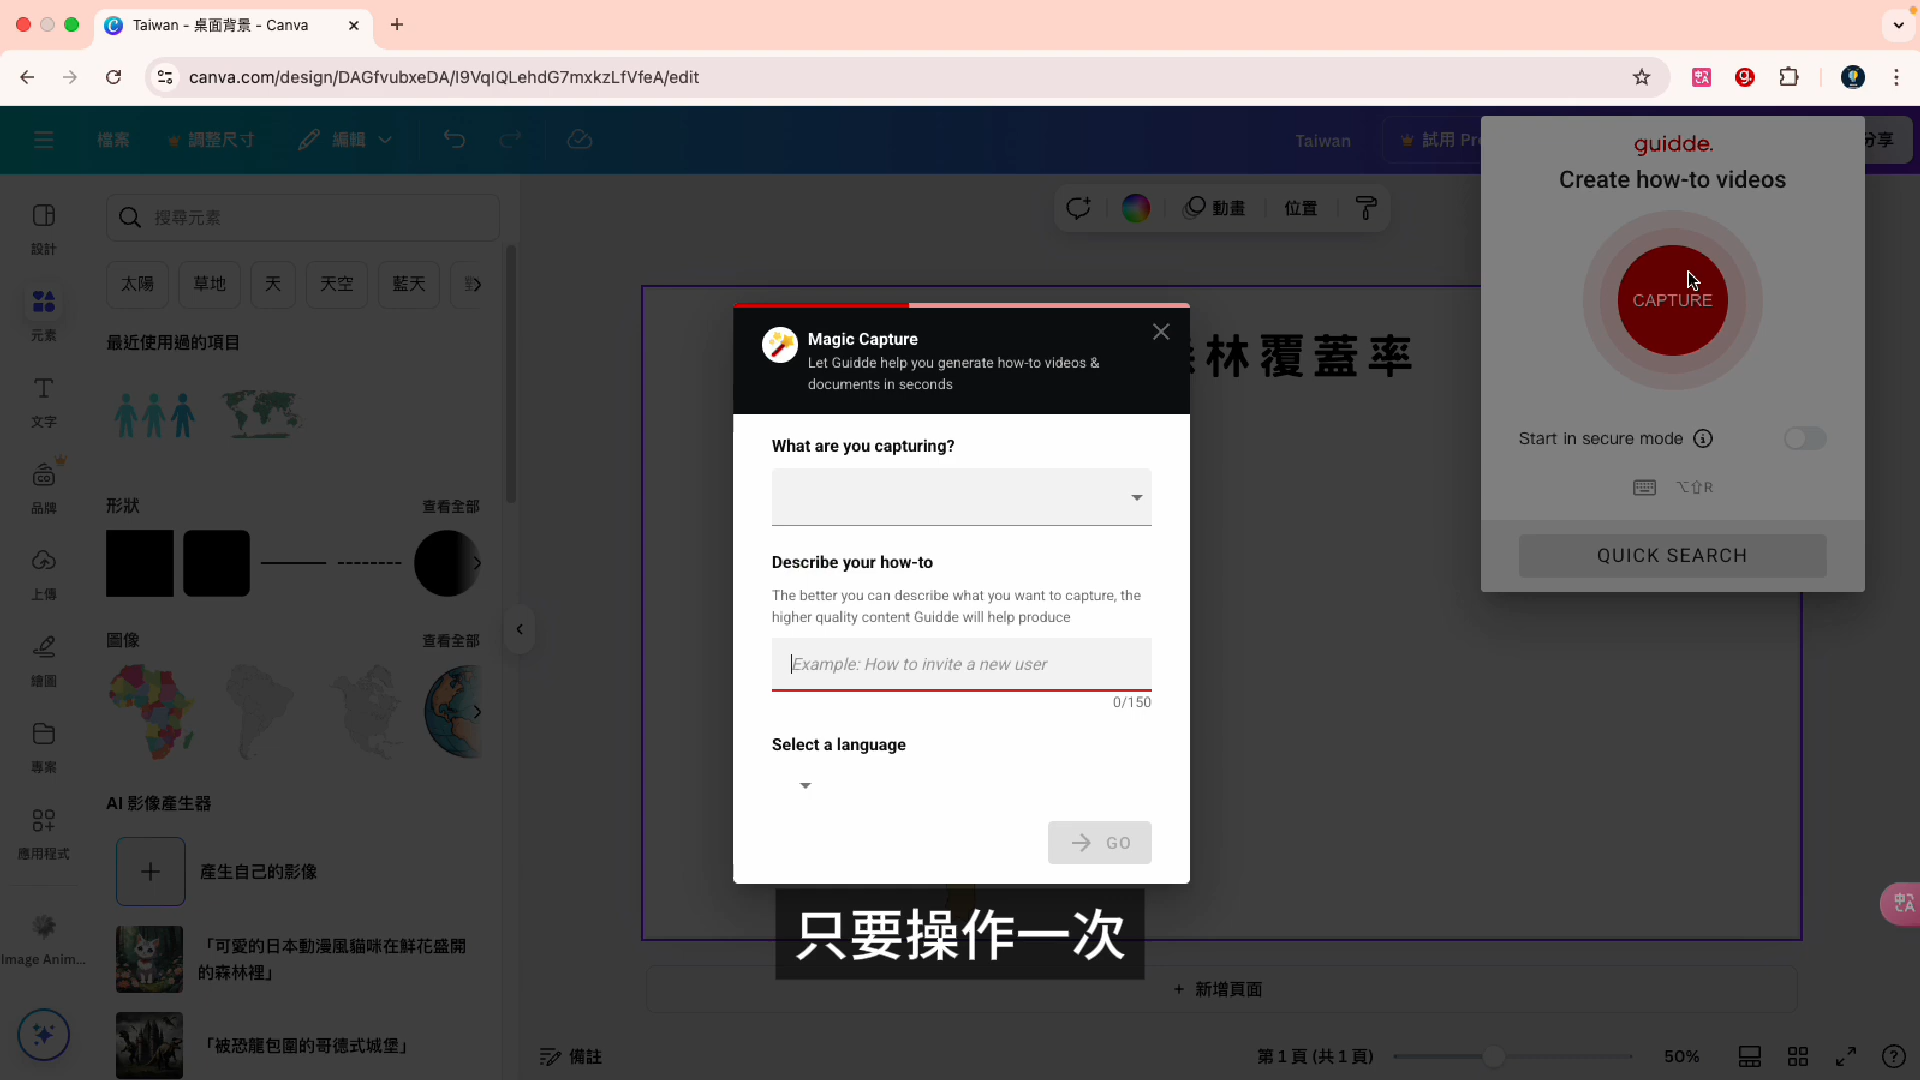 Taiwan - 桌面背景 - Canva
canva.com/design/DAGfvubxeDA/I9VqIQLehdG7mxkzLfVfeA/edit
檔案
調整尺寸
編輯
Taiwan
試用 Pr
分享
guidde.
Create how-to videos
CAPTURE
Start in secure mode
⌥⇧R
QUICK SEARCH
設計
元素
文字
品牌
上傳
繪圖
專案
應用程式
Image Anim...
搜尋元素
太陽
草地
天
天空
藍天
最近使用過的項目
形狀
查看全部
圖像
查看全部
AI 影像產生器
產生自己的影像
「可愛的日本動漫風貓咪在鮮花盛開
的森林裡」
「被恐龍包圍的哥德式城堡」
動畫
位置
林覆蓋率
Magic Capture
Let Guidde help you generate how-to videos &
documents in seconds
What are you capturing?
Describe your how-to
The better you can describe what you want to capture, the
higher quality content Guidde will help produce
Example: How to invite a new user
0/150
Select a language
GO
只要操作一次
+ 新增頁面
備註
第 1 頁 (共 1 頁)
50%